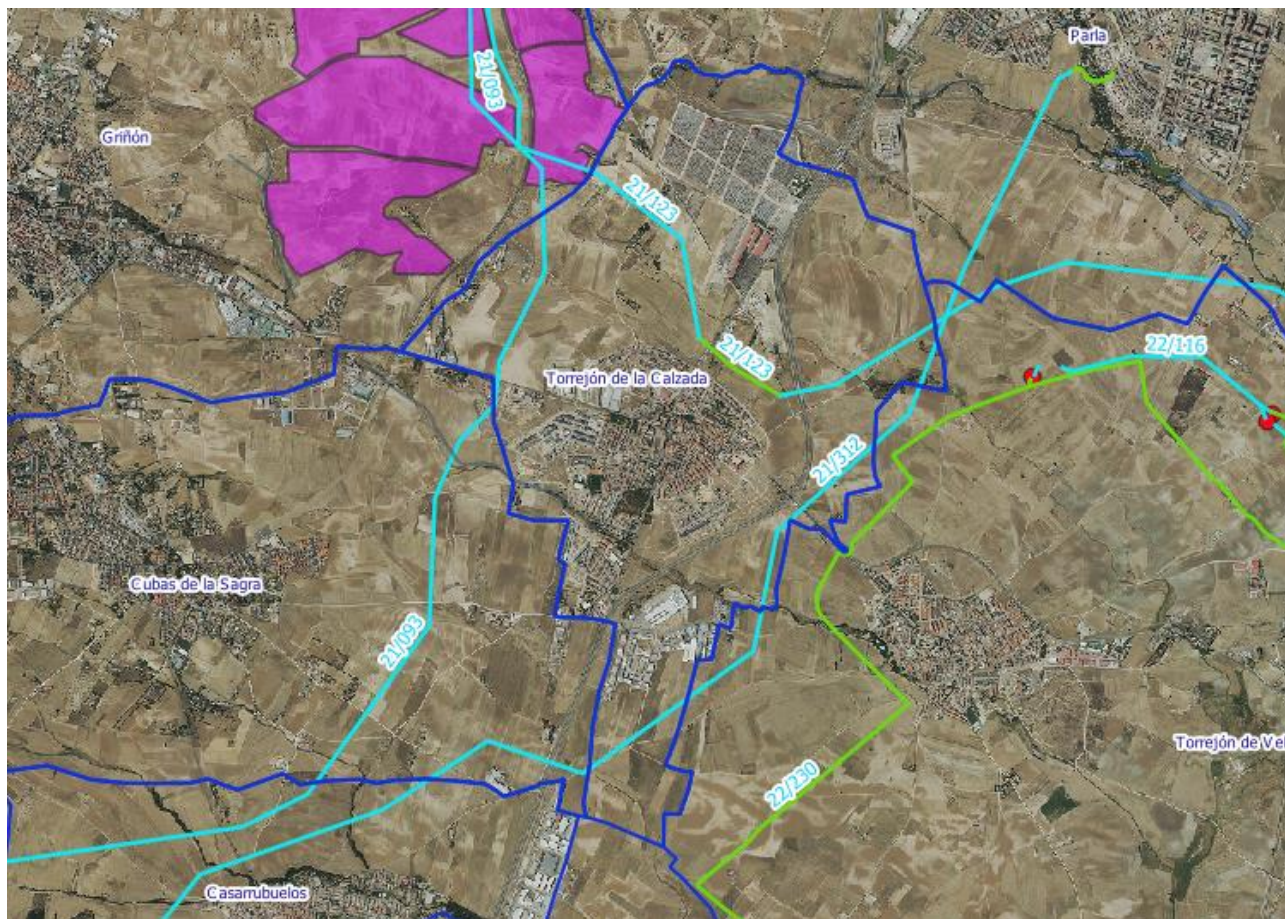 Parla
21/093
Griñón
21/123
21/123
22/116
Torrejón de la Calzada
21/312
Cubas de la Sagra
21/093
Torrejón de Vel
22/230
Casarrubuelos